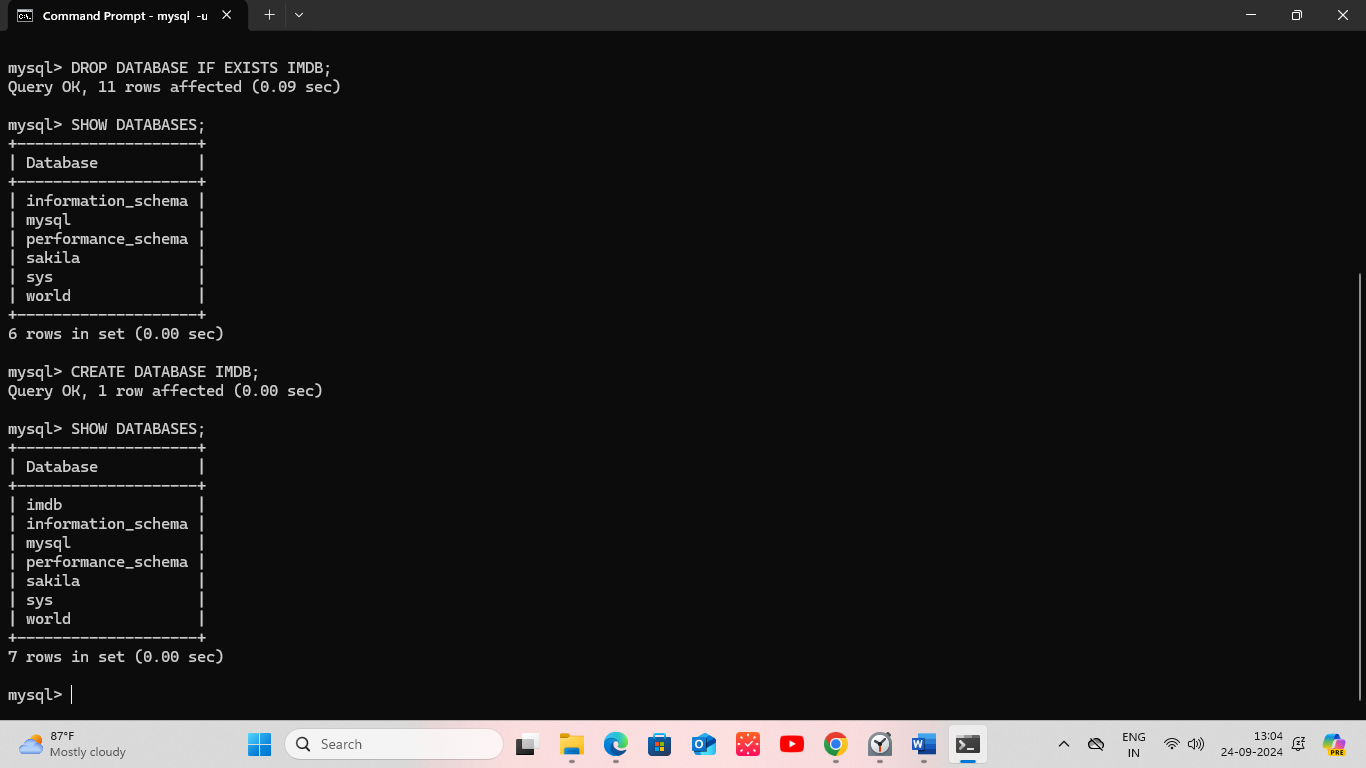 Command Prompt - mysql -u
mysql> DROP DATABASE IF EXISTS IMDB;
Query OK, 11 rows affected (0.09 sec)
mysql> SHOW DATABASES;
+--------------------+
| Database           |
+--------------------+
| information_schema |
| mysql              |
| performance_schema |
| sakila             |
| sys                |
| world              |
+--------------------+
6 rows in set (0.00 sec)
mysql> CREATE DATABASE IMDB;
Query OK, 1 row affected (0.00 sec)
mysql> SHOW DATABASES;
+--------------------+
| Database           |
+--------------------+
| imdb               |
| information_schema |
| mysql              |
| performance_schema |
| sakila             |
| sys                |
| world              |
+--------------------+
7 rows in set (0.00 sec)
mysql>
87°F
Mostly cloudy
Search
ENG
IN
13:04
24-09-2024
PRE